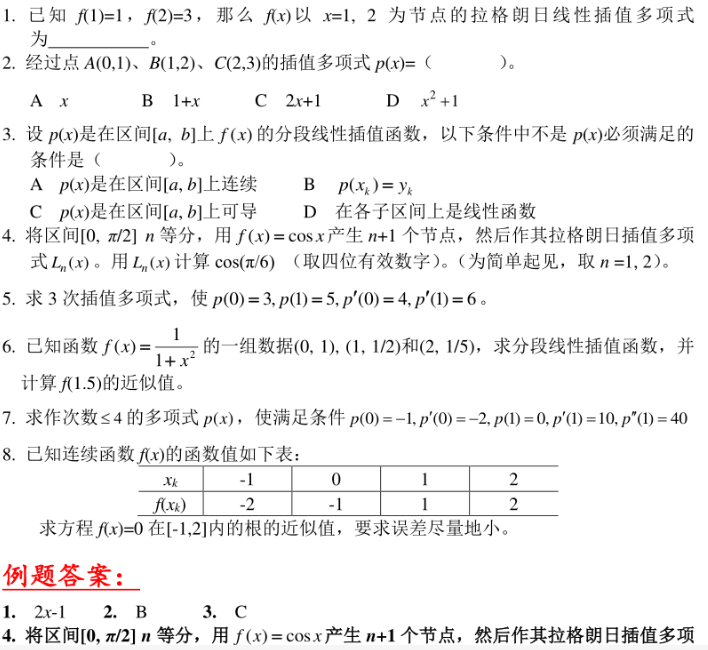 1. 已知 f(1)=1，f(2)=3，那么 f(x)以 x=1, 2 为节点的拉格朗日线性插值多项式
为__________。
2. 经过点 A(0,1)、B(1,2)、C(2,3)的插值多项式 p(x)=（ ）。
A x B 1+x C 2x+1 D x²+1
3. 设 p(x)是在区间[a, b]上 f(x) 的分段线性插值函数，以下条件中不是 p(x)必须满足的
条件是（ ）。
A p(x)是在区间[a, b]上连续 B p(xₖ) = yₖ
C p(x)是在区间[a, b]上可导 D 在各子区间上是线性函数
4. 将区间[0, π/2] n 等分，用 f(x) = cos x 产生 n+1 个节点，然后作其拉格朗日插值多项
式 Lₙ(x)。用 Lₙ(x) 计算 cos(π/6) （取四位有效数字）。（为简单起见，取 n =1, 2）。
5. 求 3 次插值多项式，使 p(0) = 3, p(1) = 5, p′(0) = 4, p′(1) = 6。
6. 已知函数 f(x) = 1/(1+x²) 的一组数据(0, 1), (1, 1/2)和(2, 1/5)，求分段线性插值函数，并
计算 f(1.5)的近似值。
7. 求作次数 ≤ 4 的多项式 p(x)，使满足条件 p(0) = −1, p′(0) = −2, p(1) = 0, p′(1) = 10, p″(1) = 40
8. 已知连续函数 f(x)的函数值如下表：
xₖ -1 0 1 2
f(xₖ) -2 -1 1 2
求方程 f(x)=0 在[-1,2]内的根的近似值，要求误差尽量地小。
例题答案：
1. 2x-1 2. B 3. C
4. 将区间[0, π/2] n 等分，用 f(x) = cos x 产生 n+1 个节点，然后作其拉格朗日插值多项